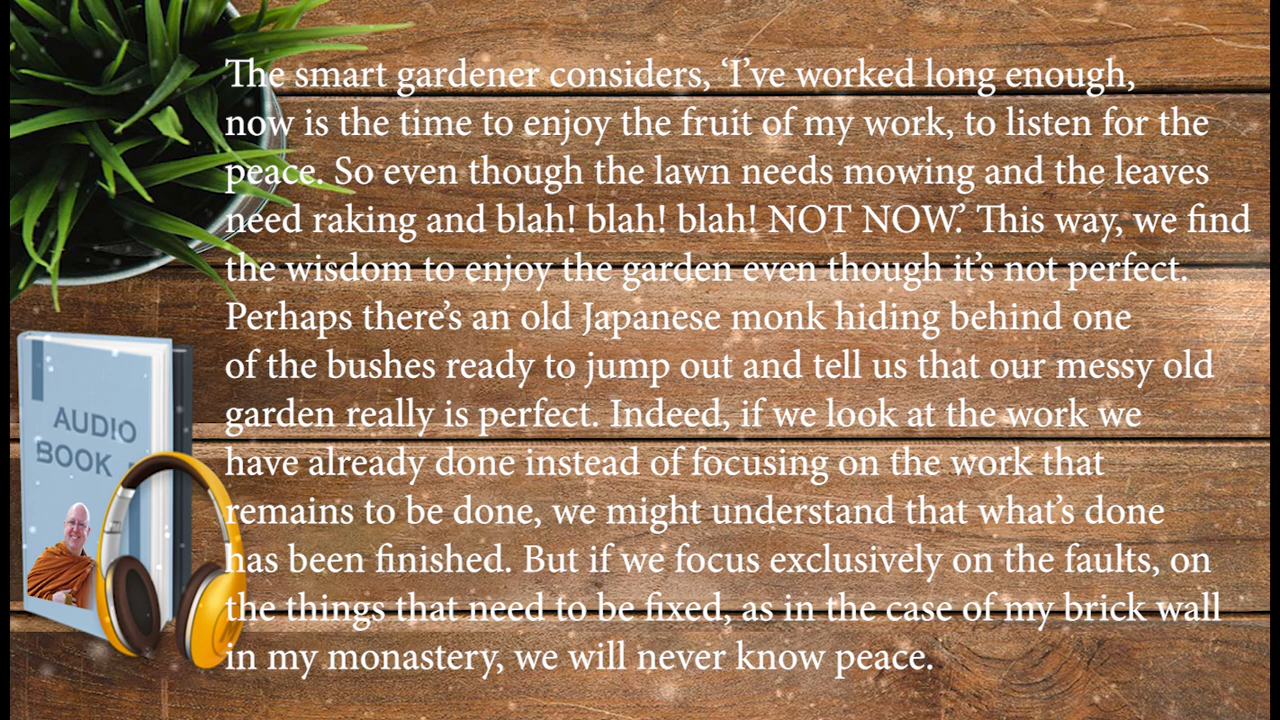 The smart gardener considers, ‘I’ve worked long enough,
now is the time to enjoy the fruit of my work, to listen for the
peace. So even though the lawn needs mowing and the leaves
need raking and blah! blah! blah! NOT NOW.’ This way, we find
the wisdom to enjoy the garden even though it’s not perfect.
Perhaps there’s an old Japanese monk hiding behind one
of the bushes ready to jump out and tell us that our messy old
garden really is perfect. Indeed, if we look at the work we
have already done instead of focusing on the work that
remains to be done, we might understand that what’s done
has been finished. But if we focus exclusively on the faults, on
the things that need to be fixed, as in the case of my brick wall
in my monastery, we will never know peace.
AUDIO
BOOK